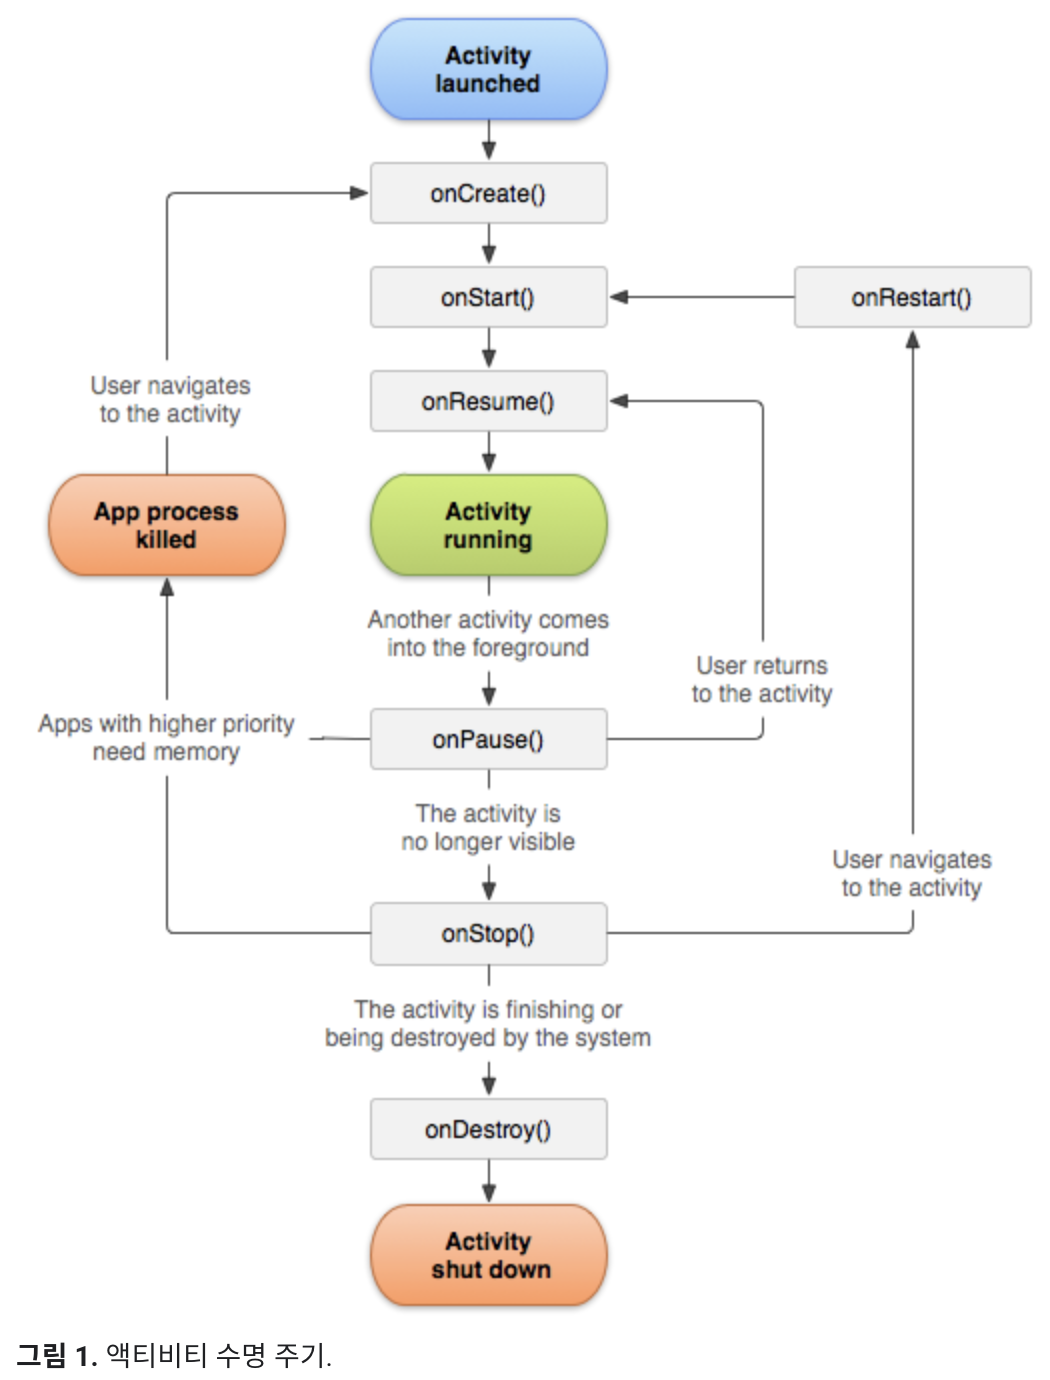 Activity
launched
onCreate()
onStart()
onRestart()
User navigates
to the activity
onResume()
App process
killed
Activity
running
Another activity comes
into the foreground
User returns
to the activity
Apps with higher priority
need memory
onPause()
The activity is
no longer visible
User navigates
to the activity
onStop()
The activity is finishing or
being destroyed by the system
onDestroy()
Activity
shut down
그림 1. 액티비티 수명 주기.